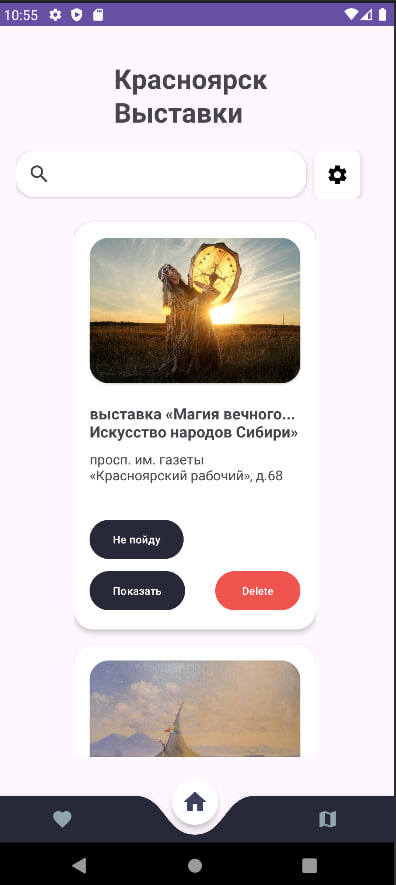 10:55
Красноярск
Выставки
выставка «Магия вечного...
Искусство народов Сибири»
просп. им. газеты
«Красноярский рабочий», д.68
Не пойду
Показать Delete